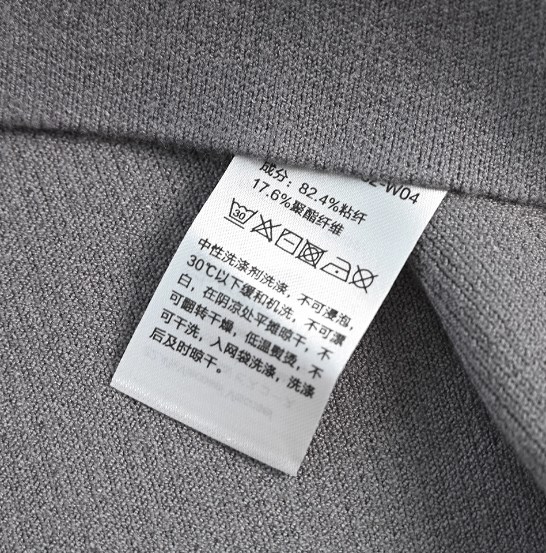 02-W04
成分：82.4%粘纤
17.6%聚酯纤维
30
中性洗涤剂洗涤，不可浸泡，
30℃以下缓和机洗，不可漂
白，在阴凉处平摊晾干，不
可翻转干燥，低温熨烫，不
可干洗，入网袋洗涤，洗涤
后及时晾干。